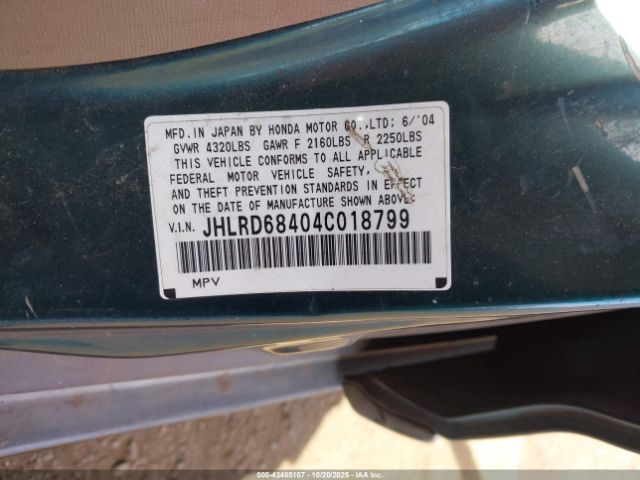 MFD. IN JAPAN BY HONDA MOTOR CO., LTD: 6/'04
GVWR 4320LBS GAWR F 2160LBS R 2250LBS
THIS VEHICLE CONFORMS TO ALL APPLICABLE
FEDERAL MOTOR VEHICLE SAFETY,
AND THEFT PREVENTION STANDARDS IN EFFECT
ON THE DATE OF MANUFACTURE SHOWN ABOVE:
V.I.N. JHLRD68404C018799
MPV
000-43485107 - 10/20/2025 - IAAI.COM